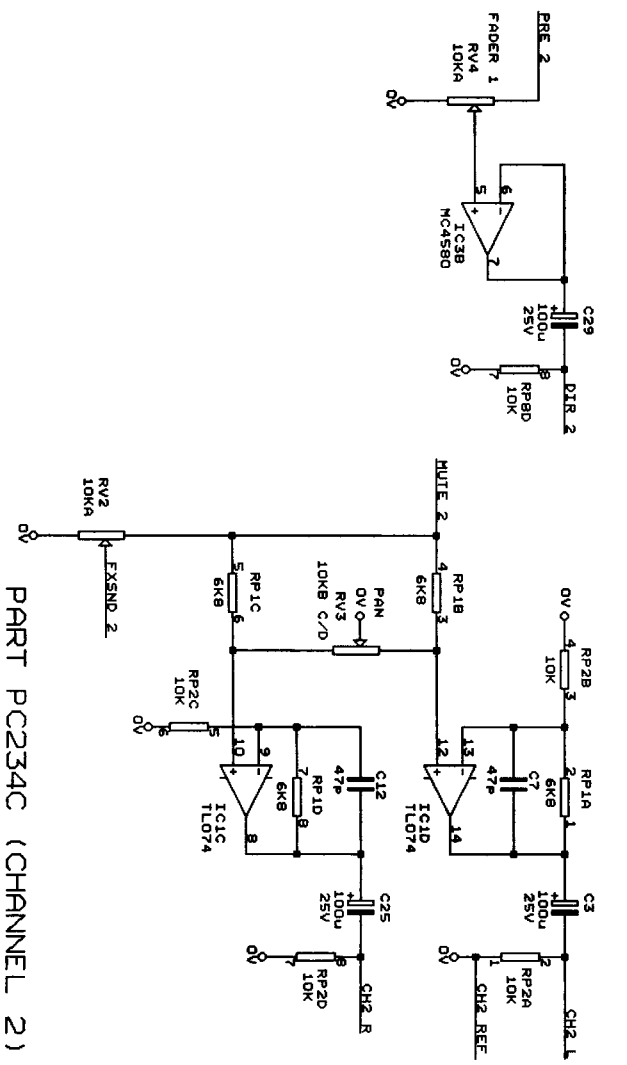 PRE 2
FADER 1
RV4
10KA
0V
6
5
7
IC3B
MC4580
C29
100u
25V
8
7
RP8D
10K
0V
DIR 2
MUTE 2
RV2
10KA
0V
FXSND 2
4
3
RP1B
6K8
5
6
RP1C
6K8
PAN
0V
RV3
10KB C/D
0V
4
3
RP2B
10K
2
1
RP1A
6K8
C7
47p
13
12
14
IC1D
TL074
C3
100u
25V
2
1
RP2A
10K
0V
CH2 L
CH2 REF
RP2C
10K
5
6
0V
9
10
8
IC1C
TL074
7
8
RP1D
6K8
C12
47p
C25
100u
25V
8
7
RP2D
10K
0V
CH2 R
PART PC234C (CHANNEL 2)